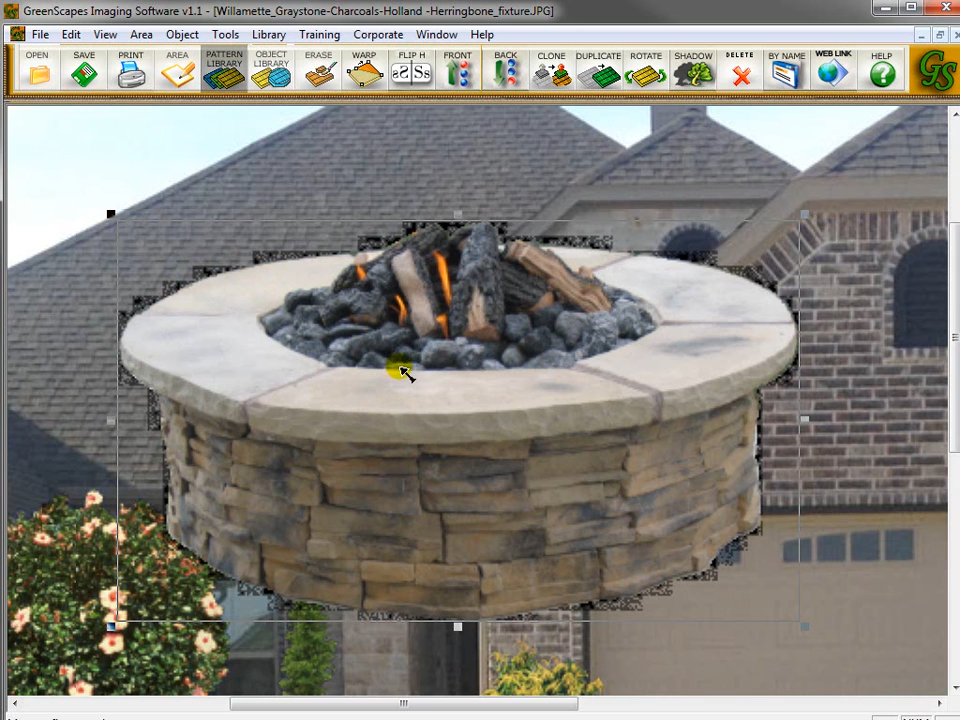 GreenScapes Imaging Software v1.1 - [Willamette_Graystone-Charcoals-Holland -Herringbone_fixture.JPG]
File Edit View Area Object Tools Library Training Corporate Window Help
OPEN SAVE PRINT AREA PATTERN LIBRARY OBJECT LIBRARY ERASE WARP FLIP H FRONT BACK CLONE DUPLICATE ROTATE SHADOW DELETE BY NAME WEB LINK HELP
GS